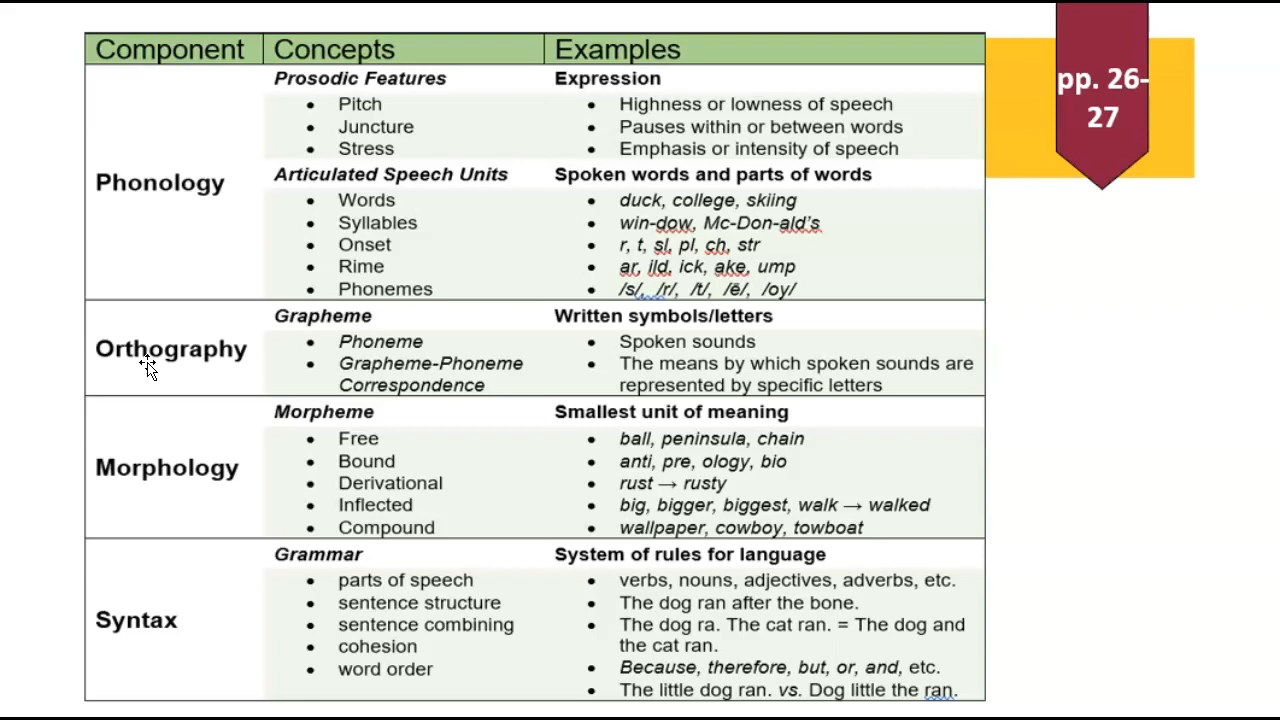 Component Concepts Examples
Phonology
Prosodic Features Expression
• Pitch • Highness or lowness of speech
• Juncture • Pauses within or between words
• Stress • Emphasis or intensity of speech
Articulated Speech Units Spoken words and parts of words
• Words • duck, college, skiing
• Syllables • win-dow, Mc-Don-ald's
• Onset • r, t, sl, pl, ch, str
• Rime • ar, ild, ick, ake, ump
• Phonemes • /s/, /r/, /t/, /ē/, /oy/
Orthography
Grapheme Written symbols/letters
• Phoneme • Spoken sounds
• Grapheme-Phoneme • The means by which spoken sounds are
Correspondence represented by specific letters
Morphology
Morpheme Smallest unit of meaning
• Free • ball, peninsula, chain
• Bound • anti, pre, ology, bio
• Derivational • rust → rusty
• Inflected • big, bigger, biggest, walk → walked
• Compound • wallpaper, cowboy, towboat
Syntax
Grammar System of rules for language
• parts of speech • verbs, nouns, adjectives, adverbs, etc.
• sentence structure • The dog ran after the bone.
• sentence combining • The dog ra. The cat ran. = The dog and
• cohesion the cat ran.
• word order • Because, therefore, but, or, and, etc.
• The little dog ran. vs. Dog little the ran.
pp. 26-
27